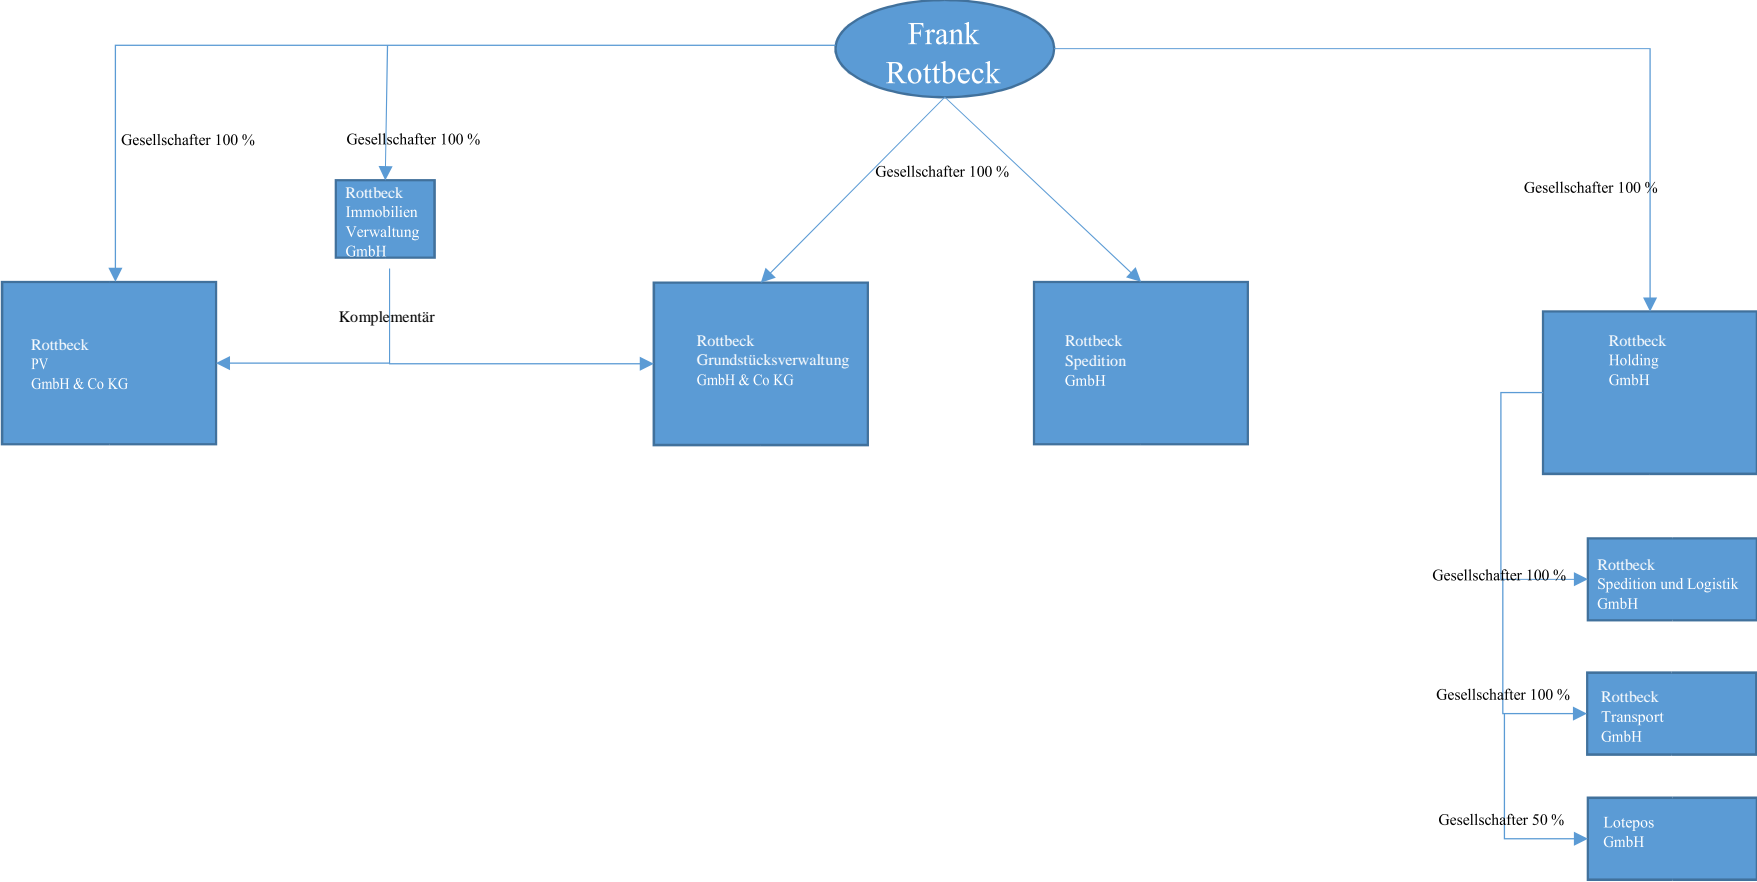 Frank
Rottbeck
Gesellschafter 100 %
Gesellschafter 100 %
Gesellschafter 100 %
Gesellschafter 100 %
Rottbeck
Immobilien
Verwaltung
GmbH
Komplementär
Rottbeck
PV
GmbH & Co KG
Rottbeck
Grundstücksverwaltung
GmbH & Co KG
Rottbeck
Spedition
GmbH
Rottbeck
Holding
GmbH
Gesellschafter 100 %
Rottbeck
Spedition und Logistik
GmbH
Gesellschafter 100 %
Rottbeck
Transport
GmbH
Gesellschafter 50 %
Lotepos
GmbH